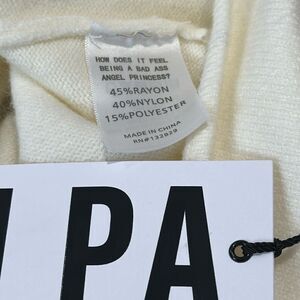 HOW DOES IT FEEL
BEING A BAD ASS
ANGEL PRINCESS?
45%RAYON
40%NYLON
15%POLYESTER
MADE IN CHINA
RN#132829
PA